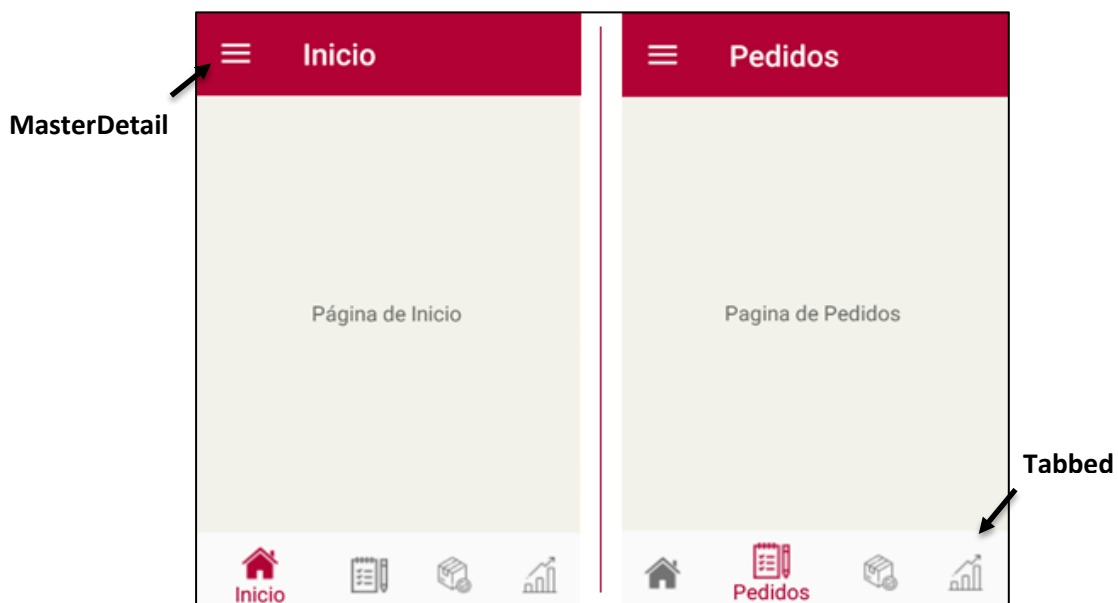 Inicio
Pedidos
MasterDetail
Página de Inicio
Pagina de Pedidos
Tabbed
Inicio
Pedidos